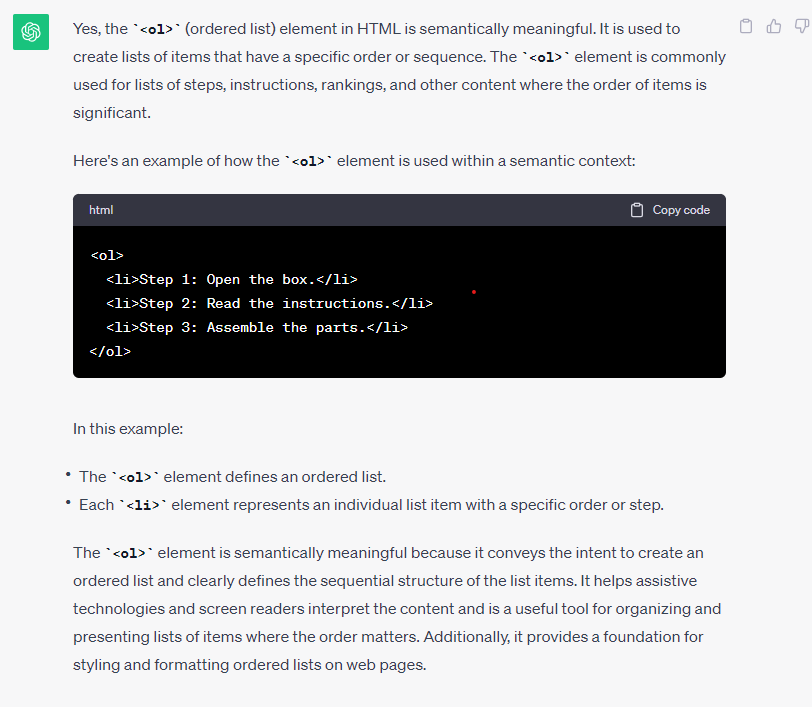 Yes, the `<ol>` (ordered list) element in HTML is semantically meaningful. It is used to
create lists of items that have a specific order or sequence. The `<ol>` element is commonly
used for lists of steps, instructions, rankings, and other content where the order of items is
significant.
Here's an example of how the `<ol>` element is used within a semantic context:
html Copy code
<ol>
  <li>Step 1: Open the box.</li>
  <li>Step 2: Read the instructions.</li>
  <li>Step 3: Assemble the parts.</li>
</ol>
In this example:
• The `<ol>` element defines an ordered list.
• Each `<li>` element represents an individual list item with a specific order or step.
The `<ol>` element is semantically meaningful because it conveys the intent to create an
ordered list and clearly defines the sequential structure of the list items. It helps assistive
technologies and screen readers interpret the content and is a useful tool for organizing and
presenting lists of items where the order matters. Additionally, it provides a foundation for
styling and formatting ordered lists on web pages.